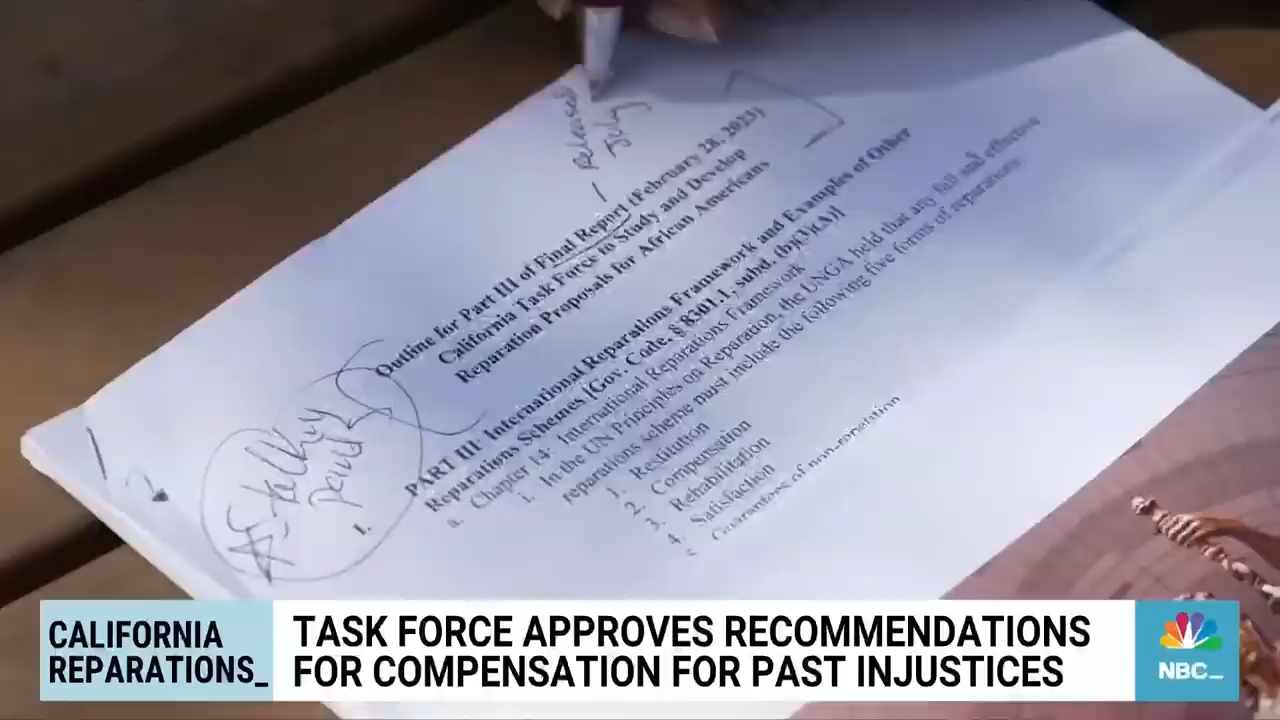 - Released
July
Outline for Part III of Final Report (February 28, 2023)
California Task Force to Study and Develop
Reparation Proposals for African Americans
PART III: International Reparations Framework and Examples of Other
Reparations Schemes [Gov. Code, § 8301.1, subd. (b)(3)(A)]
a. Chapter 14: International Reparations Framework
i. In the UN Principles on Reparation, the UNGA held that any full and effective
reparations scheme must include the following five forms of reparations:
1. Restitution
2. Compensation
3. Rehabilitation
4. Satisfaction
Guarantees of non-repetition
CALIFORNIA
REPARATIONS_
TASK FORCE APPROVES RECOMMENDATIONS
FOR COMPENSATION FOR PAST INJUSTICES
NBC_